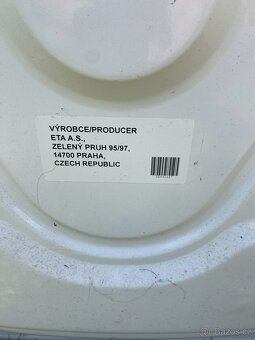 VÝROBCE/PRODUCER
ETA A.S.,
ZELENÝ PRUH 95/97,
14700 PRAHA,
CZECH REPUBLIC